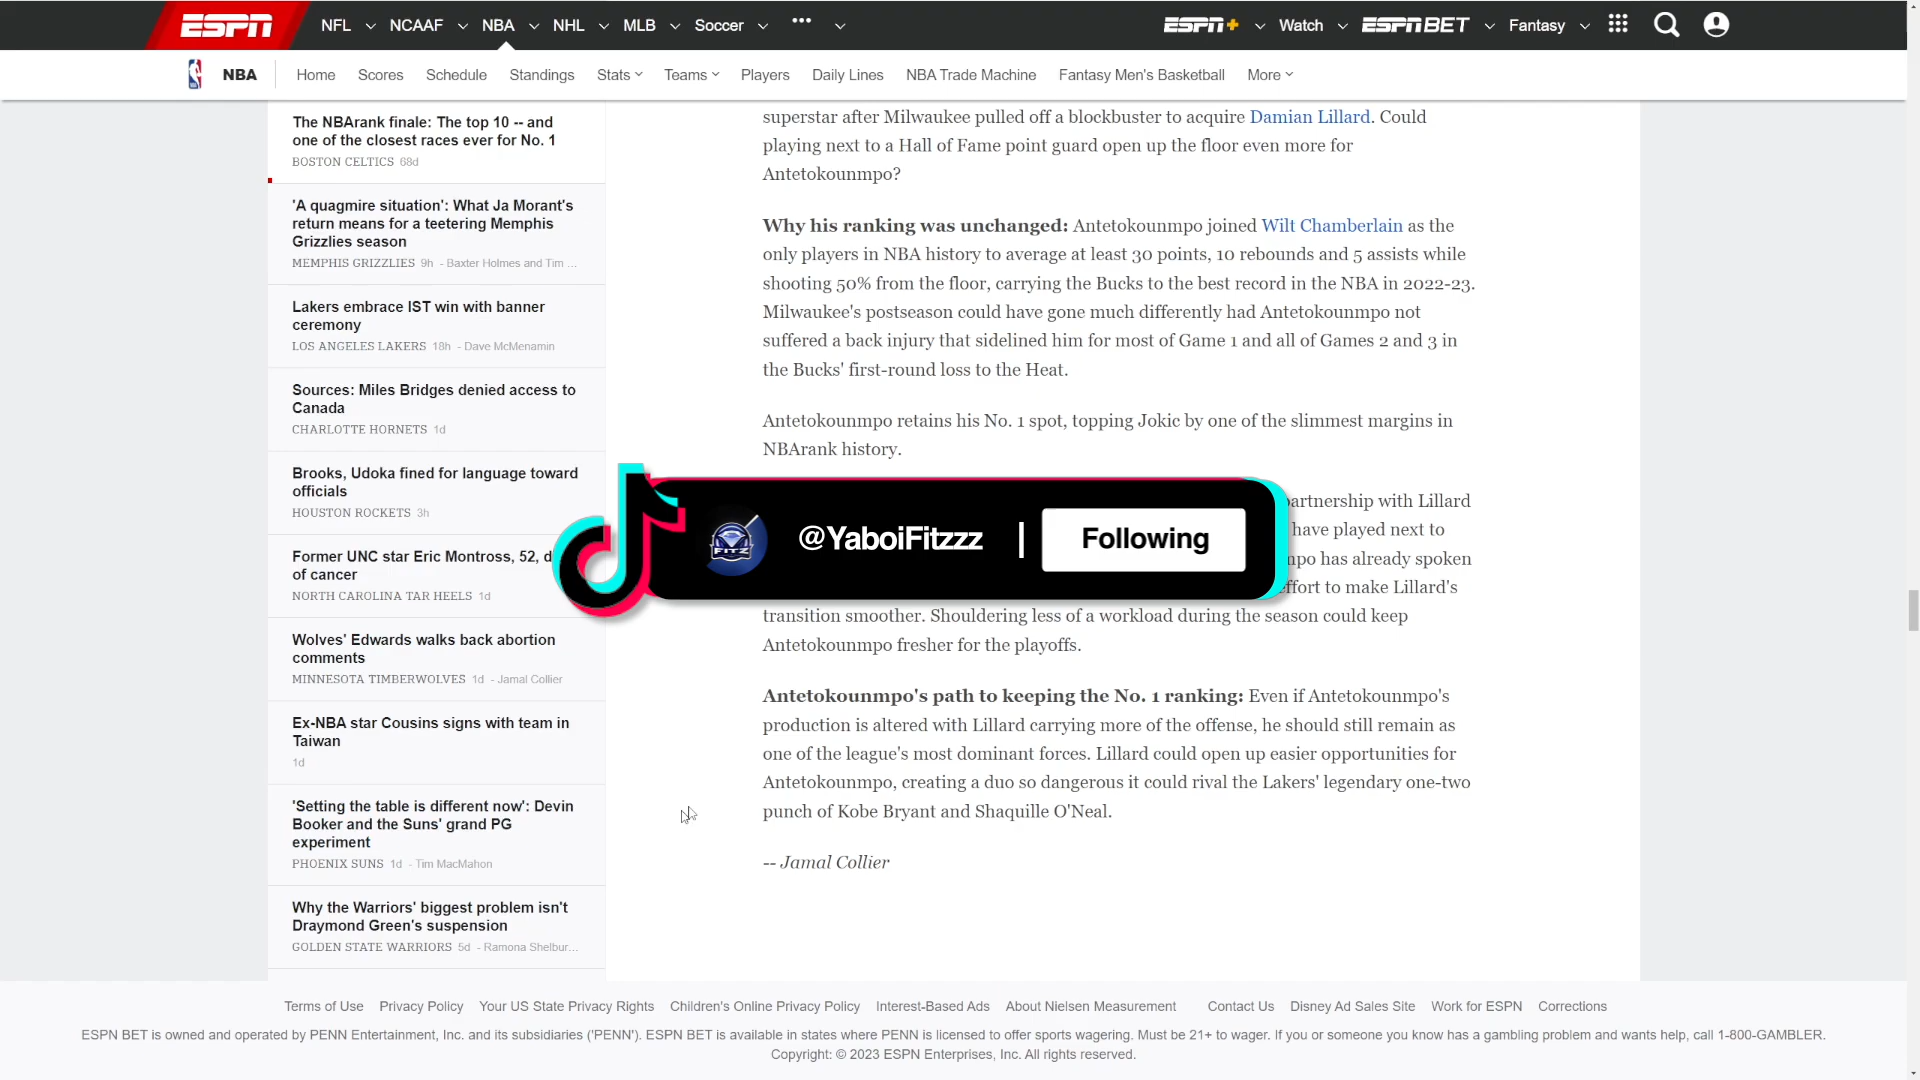 ESPN NFL NCAAF NBA NHL MLB Soccer ••• ESPN+ Watch ESPN BET Fantasy
NBA Home Scores Schedule Standings Stats Teams Players Daily Lines NBA Trade Machine Fantasy Men's Basketball More
The NBArank finale: The top 10 -- and
one of the closest races ever for No. 1
BOSTON CELTICS 68d
'A quagmire situation': What Ja Morant's
return means for a teetering Memphis
Grizzlies season
MEMPHIS GRIZZLIES 9h - Baxter Holmes and Tim ...
Lakers embrace IST win with banner
ceremony
LOS ANGELES LAKERS 18h - Dave McMenamin
Sources: Miles Bridges denied access to
Canada
CHARLOTTE HORNETS 1d
Brooks, Udoka fined for language toward
officials
HOUSTON ROCKETS 3h
Former UNC star Eric Montross, 52, d
of cancer
NORTH CAROLINA TAR HEELS 1d
Wolves' Edwards walks back abortion
comments
MINNESOTA TIMBERWOLVES 1d - Jamal Collier
Ex-NBA star Cousins signs with team in
Taiwan
1d
'Setting the table is different now': Devin
Booker and the Suns' grand PG
experiment
PHOENIX SUNS 1d - Tim MacMahon
Why the Warriors' biggest problem isn't
Draymond Green's suspension
GOLDEN STATE WARRIORS 5d - Ramona Shelbur...
superstar after Milwaukee pulled off a blockbuster to acquire Damian Lillard. Could
playing next to a Hall of Fame point guard open up the floor even more for
Antetokounmpo?
Why his ranking was unchanged: Antetokounmpo joined Wilt Chamberlain as the
only players in NBA history to average at least 30 points, 10 rebounds and 5 assists while
shooting 50% from the floor, carrying the Bucks to the best record in the NBA in 2022-23.
Milwaukee's postseason could have gone much differently had Antetokounmpo not
suffered a back injury that sidelined him for most of Game 1 and all of Games 2 and 3 in
the Bucks' first-round loss to the Heat.
Antetokounmpo retains his No. 1 spot, topping Jokic by one of the slimmest margins in
NBArank history.
partnership with Lillard
have played next to
npo has already spoken
effort to make Lillard's
transition smoother. Shouldering less of a workload during the season could keep
Antetokounmpo fresher for the playoffs.
FITZ @YaboiFitzzz | Following
Antetokounmpo's path to keeping the No. 1 ranking: Even if Antetokounmpo's
production is altered with Lillard carrying more of the offense, he should still remain as
one of the league's most dominant forces. Lillard could open up easier opportunities for
Antetokounmpo, creating a duo so dangerous it could rival the Lakers' legendary one-two
punch of Kobe Bryant and Shaquille O'Neal.
-- Jamal Collier
Terms of Use Privacy Policy Your US State Privacy Rights Children's Online Privacy Policy Interest-Based Ads About Nielsen Measurement Contact Us Disney Ad Sales Site Work for ESPN Corrections
ESPN BET is owned and operated by PENN Entertainment, Inc. and its subsidiaries ('PENN'). ESPN BET is available in states where PENN is licensed to offer sports wagering. Must be 21+ to wager. If you or someone you know has a gambling problem and wants help, call 1-800-GAMBLER.
Copyright: © 2023 ESPN Enterprises, Inc. All rights reserved.